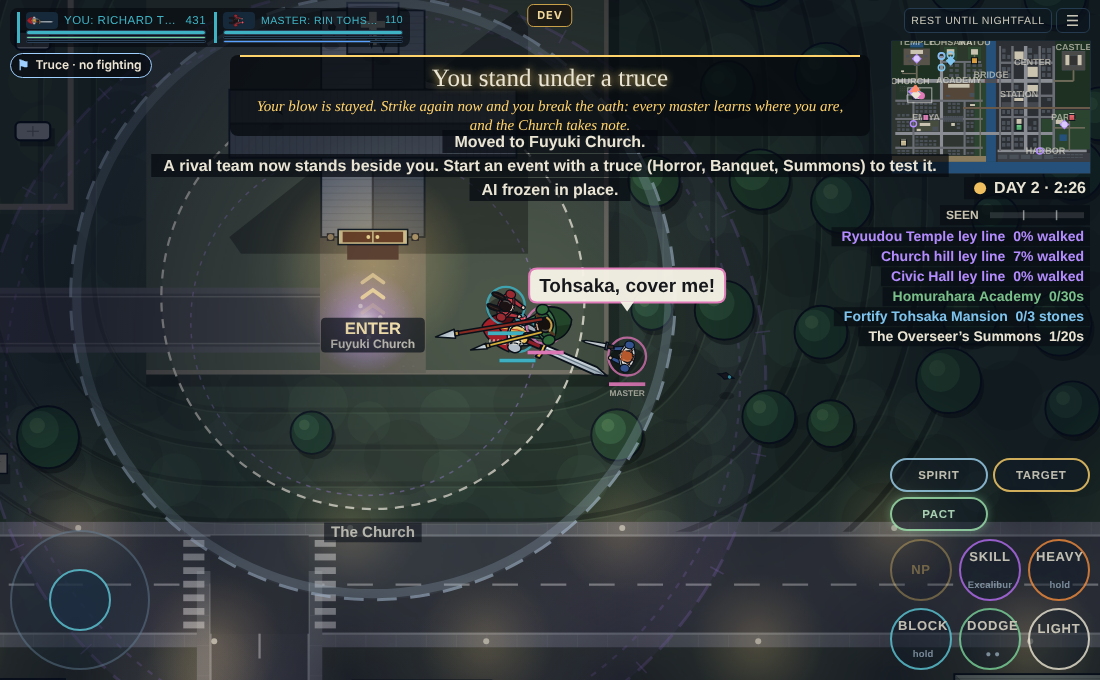 YOU: RICHARD T... 431
MASTER: RIN TOHS... 110
DEV
REST UNTIL NIGHTFALL
Truce · no fighting
You stand under a truce
Your blow is stayed. Strike again now and you break the oath: every master learns where you are,
and the Church takes note.
Moved to Fuyuki Church.
A rival team now stands beside you. Start an event with a truce (Horror, Banquet, Summons) to test it.
AI frozen in place.
CASTLE
CENTER
BRIDGE
CHURCH
ACADEMY
STATION
HARBOR
DAY 2 · 2:26
SEEN
Ryuudou Temple ley line 0% walked
Church hill ley line 7% walked
Civic Hall ley line 0% walked
Homurahara Academy 0/30s
Fortify Tohsaka Mansion 0/3 stones
The Overseer's Summons 1/20s
Tohsaka, cover me!
ENTER
Fuyuki Church
MASTER
The Church
SPIRIT
TARGET
PACT
NP
SKILL
Excalibur
HEAVY
hold
BLOCK
hold
DODGE
LIGHT